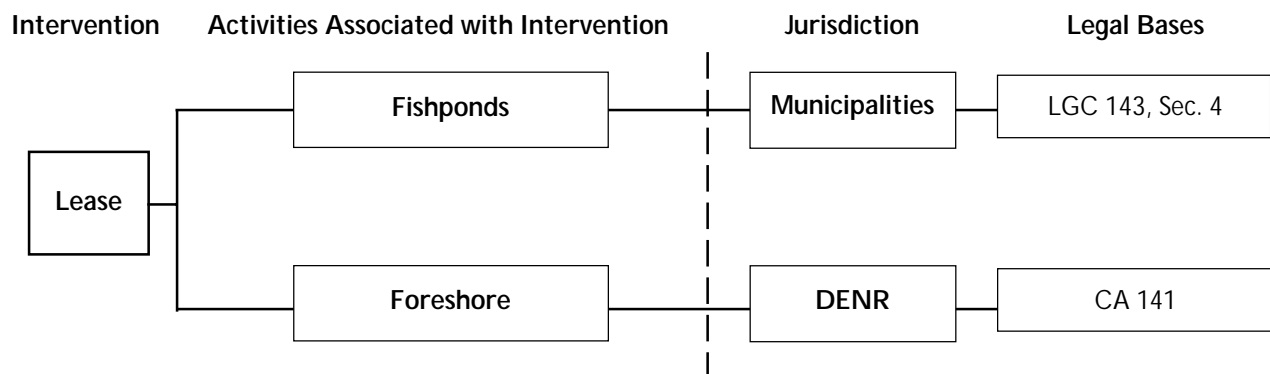 Intervention Activities Associated with Intervention Jurisdiction Legal Bases
Fishponds Municipalities LGC 143, Sec. 4
Lease
Foreshore DENR CA 141